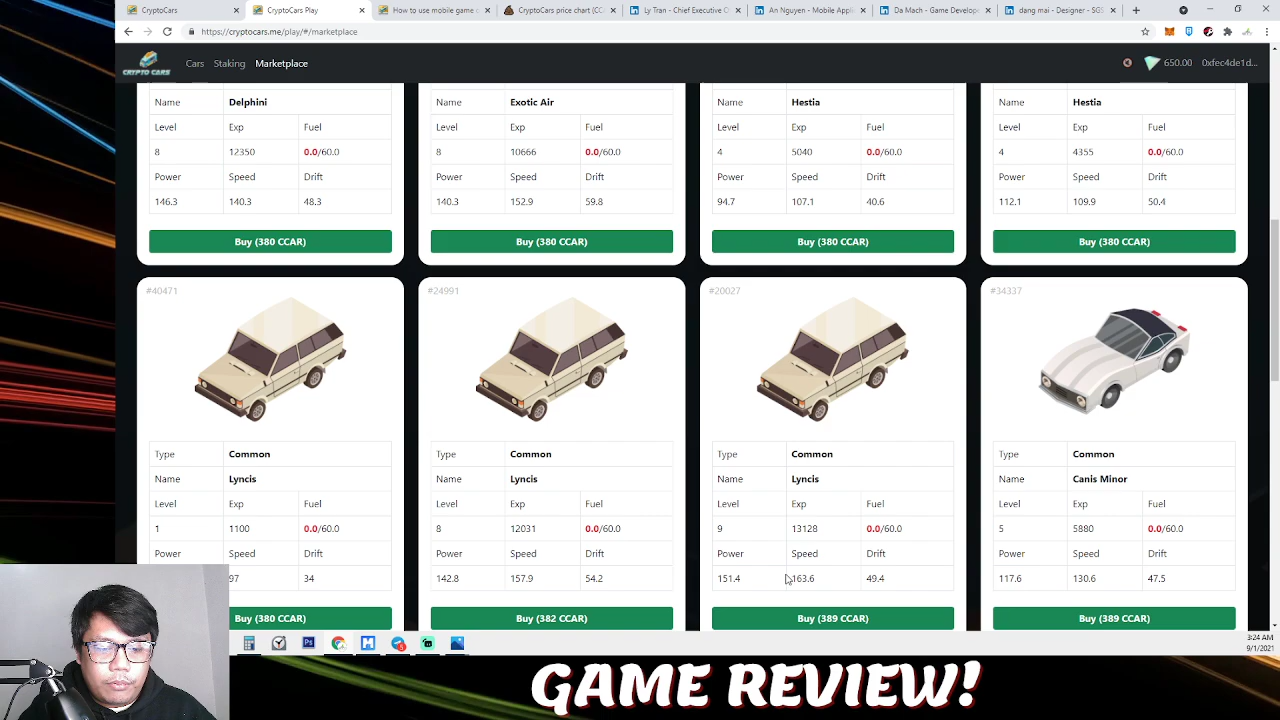 CryptoCars
CryptoCars Play
How to use mobile game e
CryptoCars price chart (CC
Ly Tran - Chief Executive O
An Nguyen - Mobile Appli
Da Mach - Game Develop
dang mai - Designer - SGS
https://cryptocars.me/play/#/marketplace
CRYPTO CARS
Cars Staking Marketplace
650.00 0xfec4de1d...
Name Delphini Name Exotic Air Name Hestia Name Hestia
Level Exp Fuel Level Exp Fuel Level Exp Fuel Level Exp Fuel
8 12350 0.0/60.0 8 10666 0.0/60.0 4 5040 0.0/60.0 4 4355 0.0/60.0
Power Speed Drift Power Speed Drift Power Speed Drift Power Speed Drift
146.3 140.3 48.3 140.3 152.9 59.8 94.7 107.1 40.6 112.1 109.9 50.4
Buy (380 CCAR) Buy (380 CCAR) Buy (380 CCAR) Buy (380 CCAR)
#40471 #24991 #20027 #34337
Type Common Type Common Type Common Type Common
Name Lyncis Name Lyncis Name Lyncis Name Canis Minor
Level Exp Fuel Level Exp Fuel Level Exp Fuel Level Exp Fuel
1 1100 0.0/60.0 8 12031 0.0/60.0 9 13128 0.0/60.0 5 5880 0.0/60.0
Power Speed Drift Power Speed Drift Power Speed Drift Power Speed Drift
97 34 142.8 157.9 54.2 151.4 163.6 49.4 117.6 130.6 47.5
Buy (380 CCAR) Buy (382 CCAR) Buy (389 CCAR) Buy (389 CCAR)
3:24 AM
9/1/2021
GAME REVIEW!